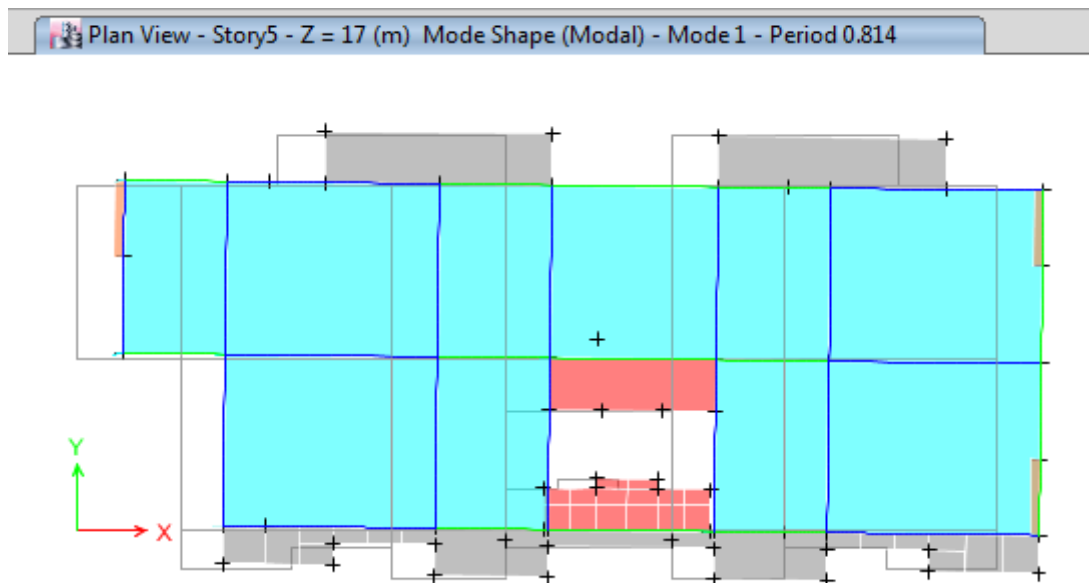 Plan View - Story5 - Z = 17 (m) Mode Shape (Modal) - Mode 1 - Period 0.814
Y
X